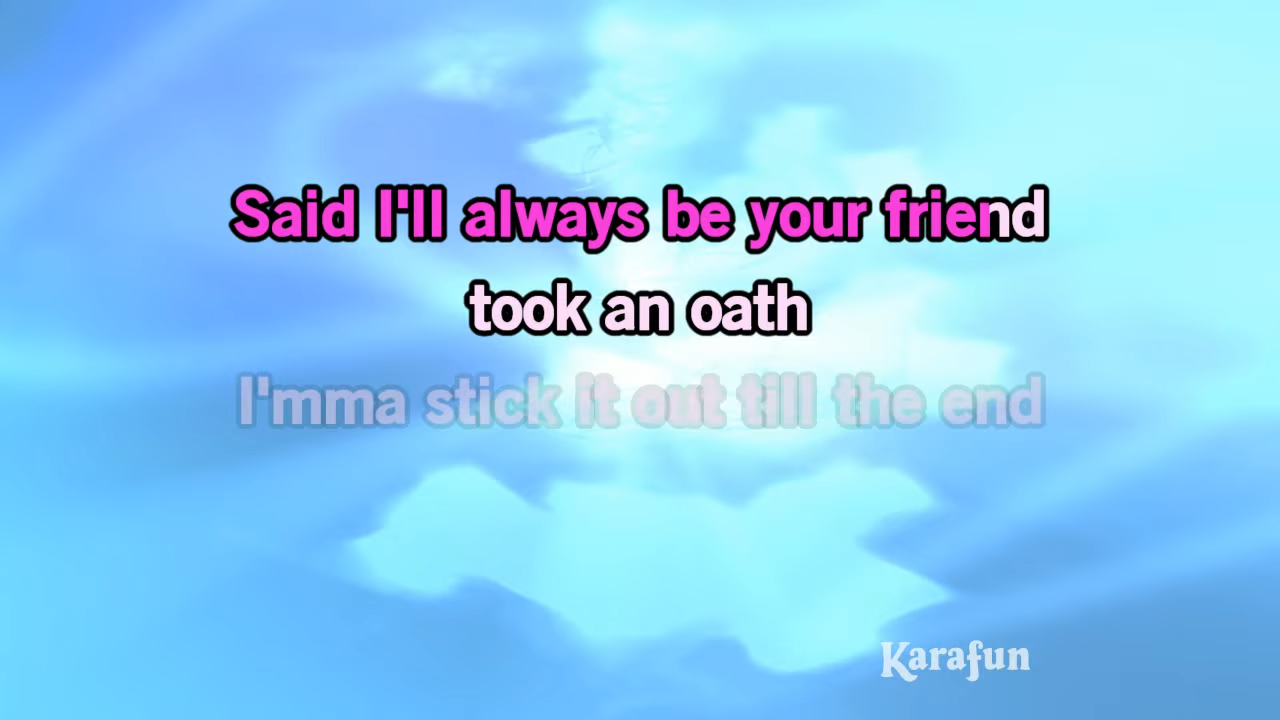 Said I'll always be your friend
took an oath
I'mma stick it out till the end
Karafun